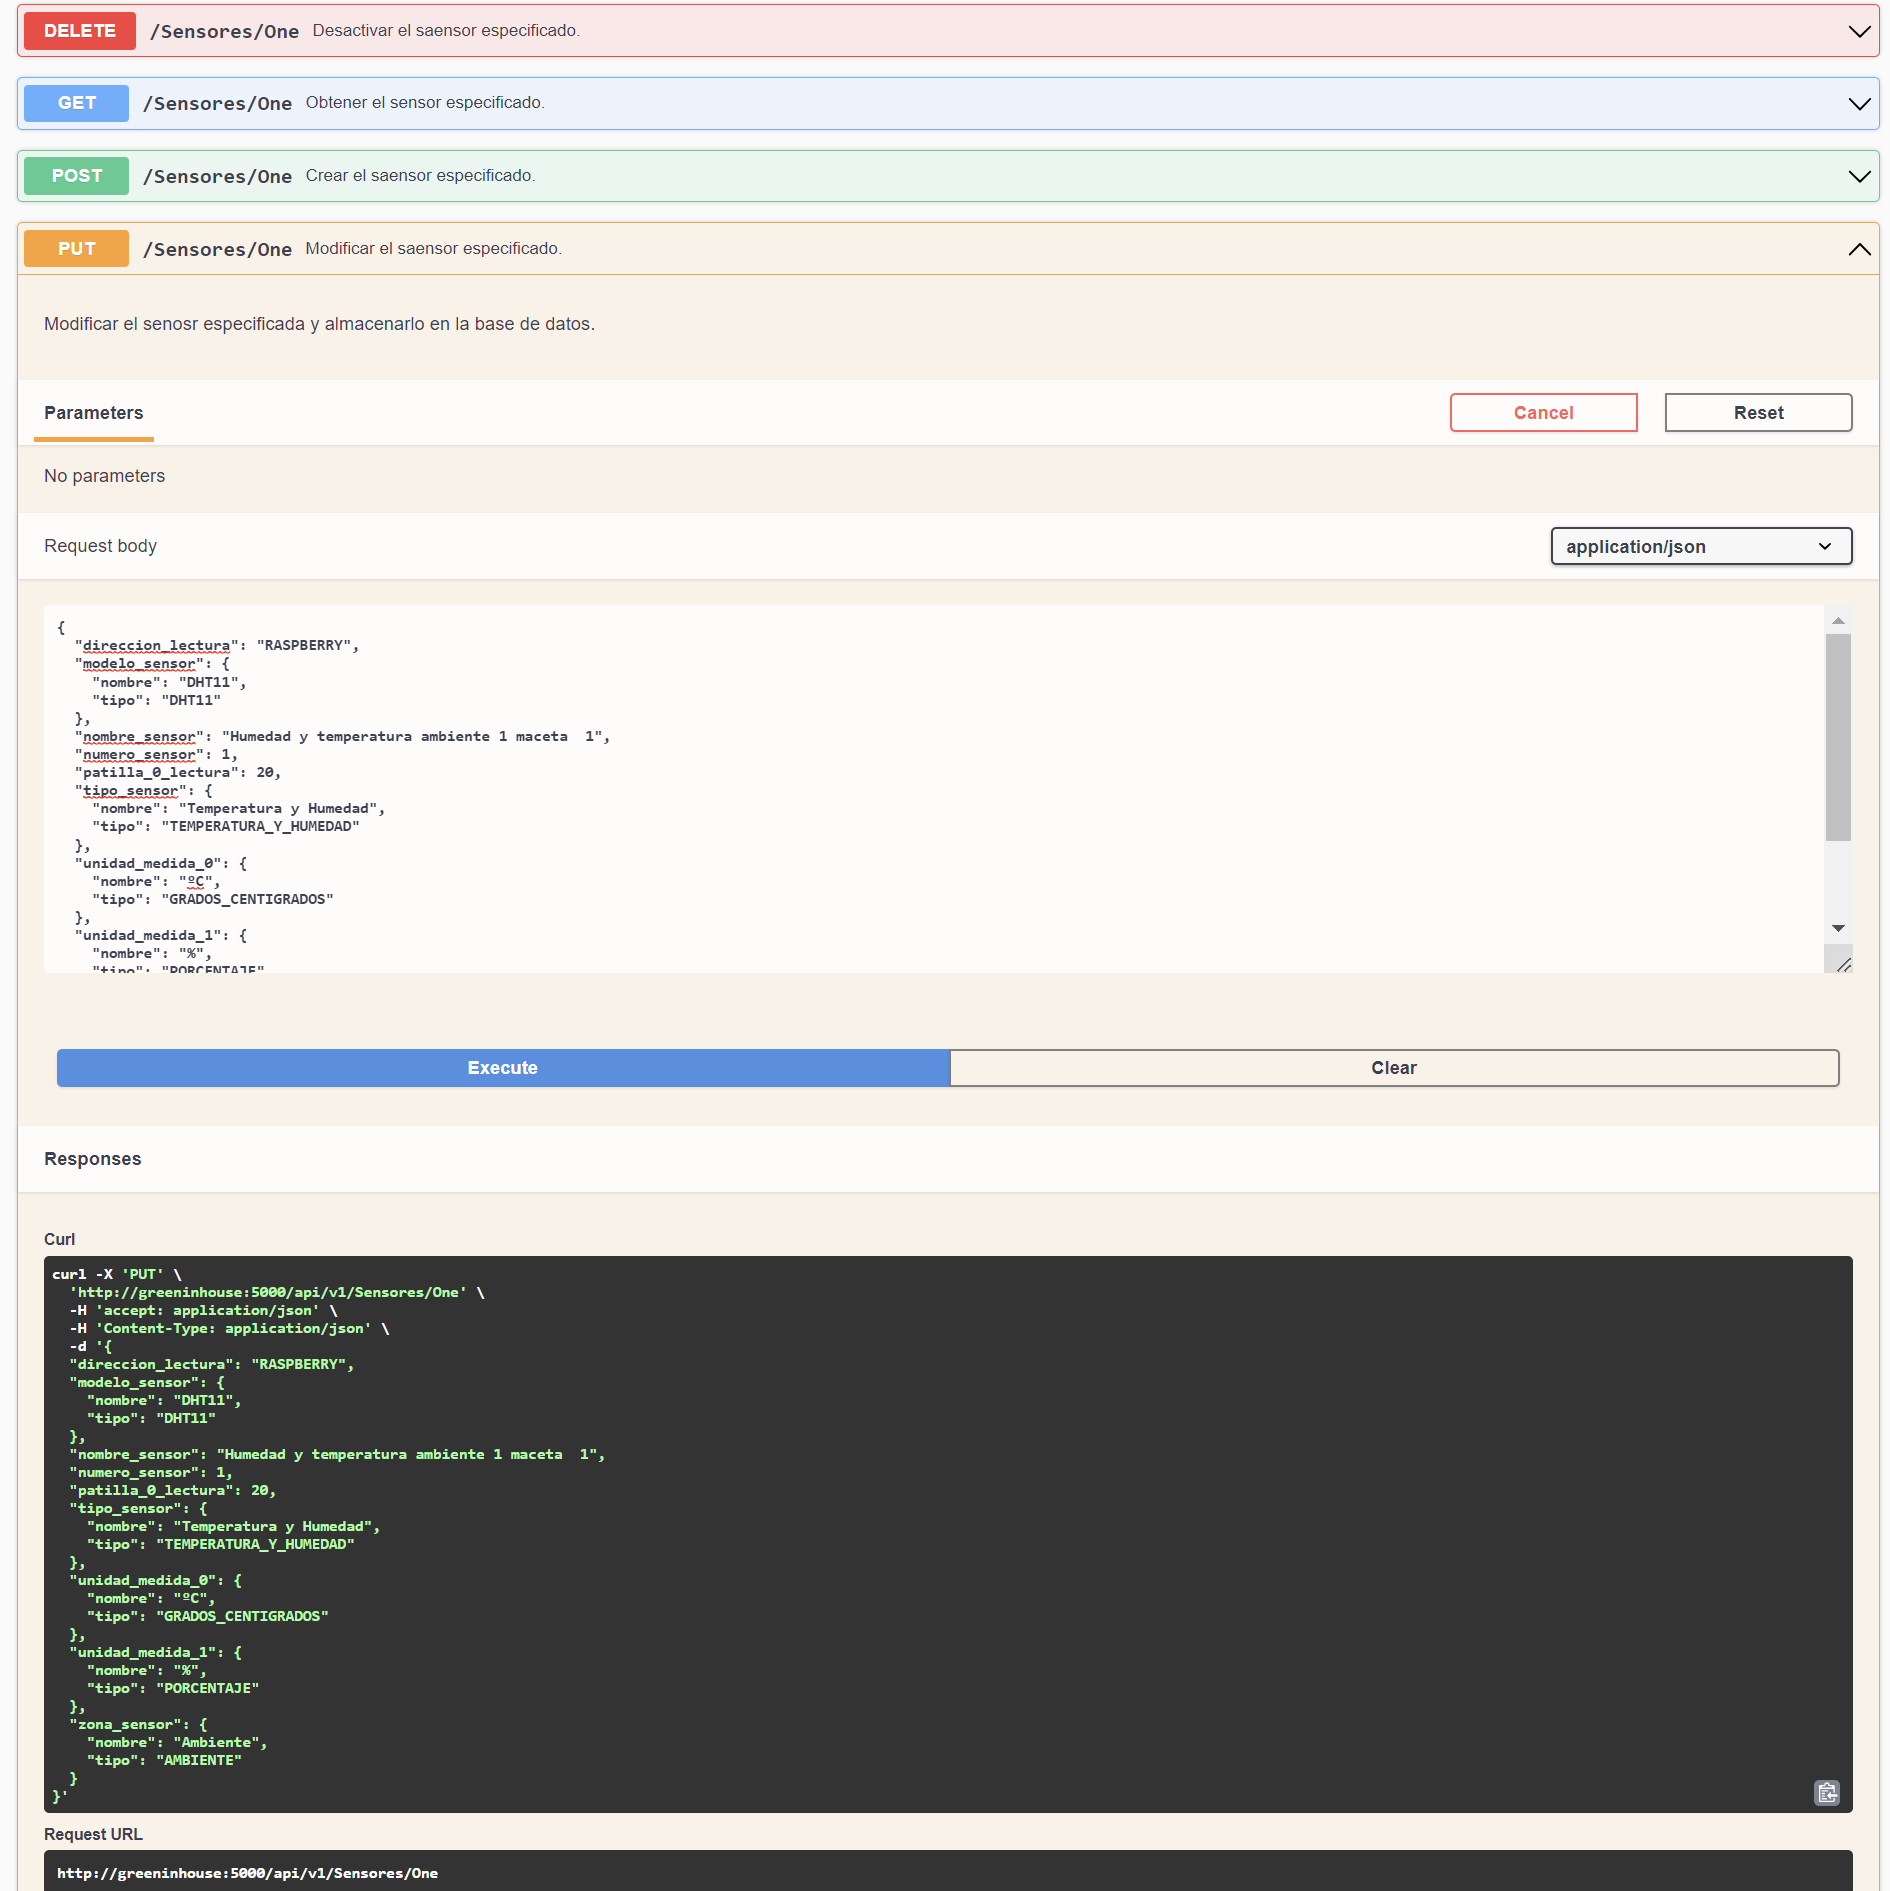 DELETE /Sensores/One Desactivar el saensor especificado.
GET /Sensores/One Obtener el sensor especificado.
POST /Sensores/One Crear el saensor especificado.
PUT /Sensores/One Modificar el saensor especificado.
Modificar el senosr especificada y almacenarlo en la base de datos.
Parameters Cancel Reset
No parameters
Request body application/json
{
"direccion_lectura": "RASPBERRY",
"modelo_sensor": {
"nombre": "DHT11",
"tipo": "DHT11"
},
"nombre_sensor": "Humedad y temperatura ambiente 1 maceta  1",
"numero_sensor": 1,
"patilla_0_lectura": 20,
"tipo_sensor": {
"nombre": "Temperatura y Humedad",
"tipo": "TEMPERATURA_Y_HUMEDAD"
},
"unidad_medida_0": {
"nombre": "ºC",
"tipo": "GRADOS_CENTIGRADOS"
},
"unidad_medida_1": {
"nombre": "%",
"tipo": "PORCENTAJE"
Execute Clear
Responses
Curl
curl -X 'PUT' \
'http://greeninhouse:5000/api/v1/Sensores/One' \
-H 'accept: application/json' \
-H 'Content-Type: application/json' \
-d '{
"direccion_lectura": "RASPBERRY",
"modelo_sensor": {
"nombre": "DHT11",
"tipo": "DHT11"
},
"nombre_sensor": "Humedad y temperatura ambiente 1 maceta  1",
"numero_sensor": 1,
"patilla_0_lectura": 20,
"tipo_sensor": {
"nombre": "Temperatura y Humedad",
"tipo": "TEMPERATURA_Y_HUMEDAD"
},
"unidad_medida_0": {
"nombre": "ºC",
"tipo": "GRADOS_CENTIGRADOS"
},
"unidad_medida_1": {
"nombre": "%",
"tipo": "PORCENTAJE"
},
"zona_sensor": {
"nombre": "Ambiente",
"tipo": "AMBIENTE"
}
}'
Request URL
http://greeninhouse:5000/api/v1/Sensores/One